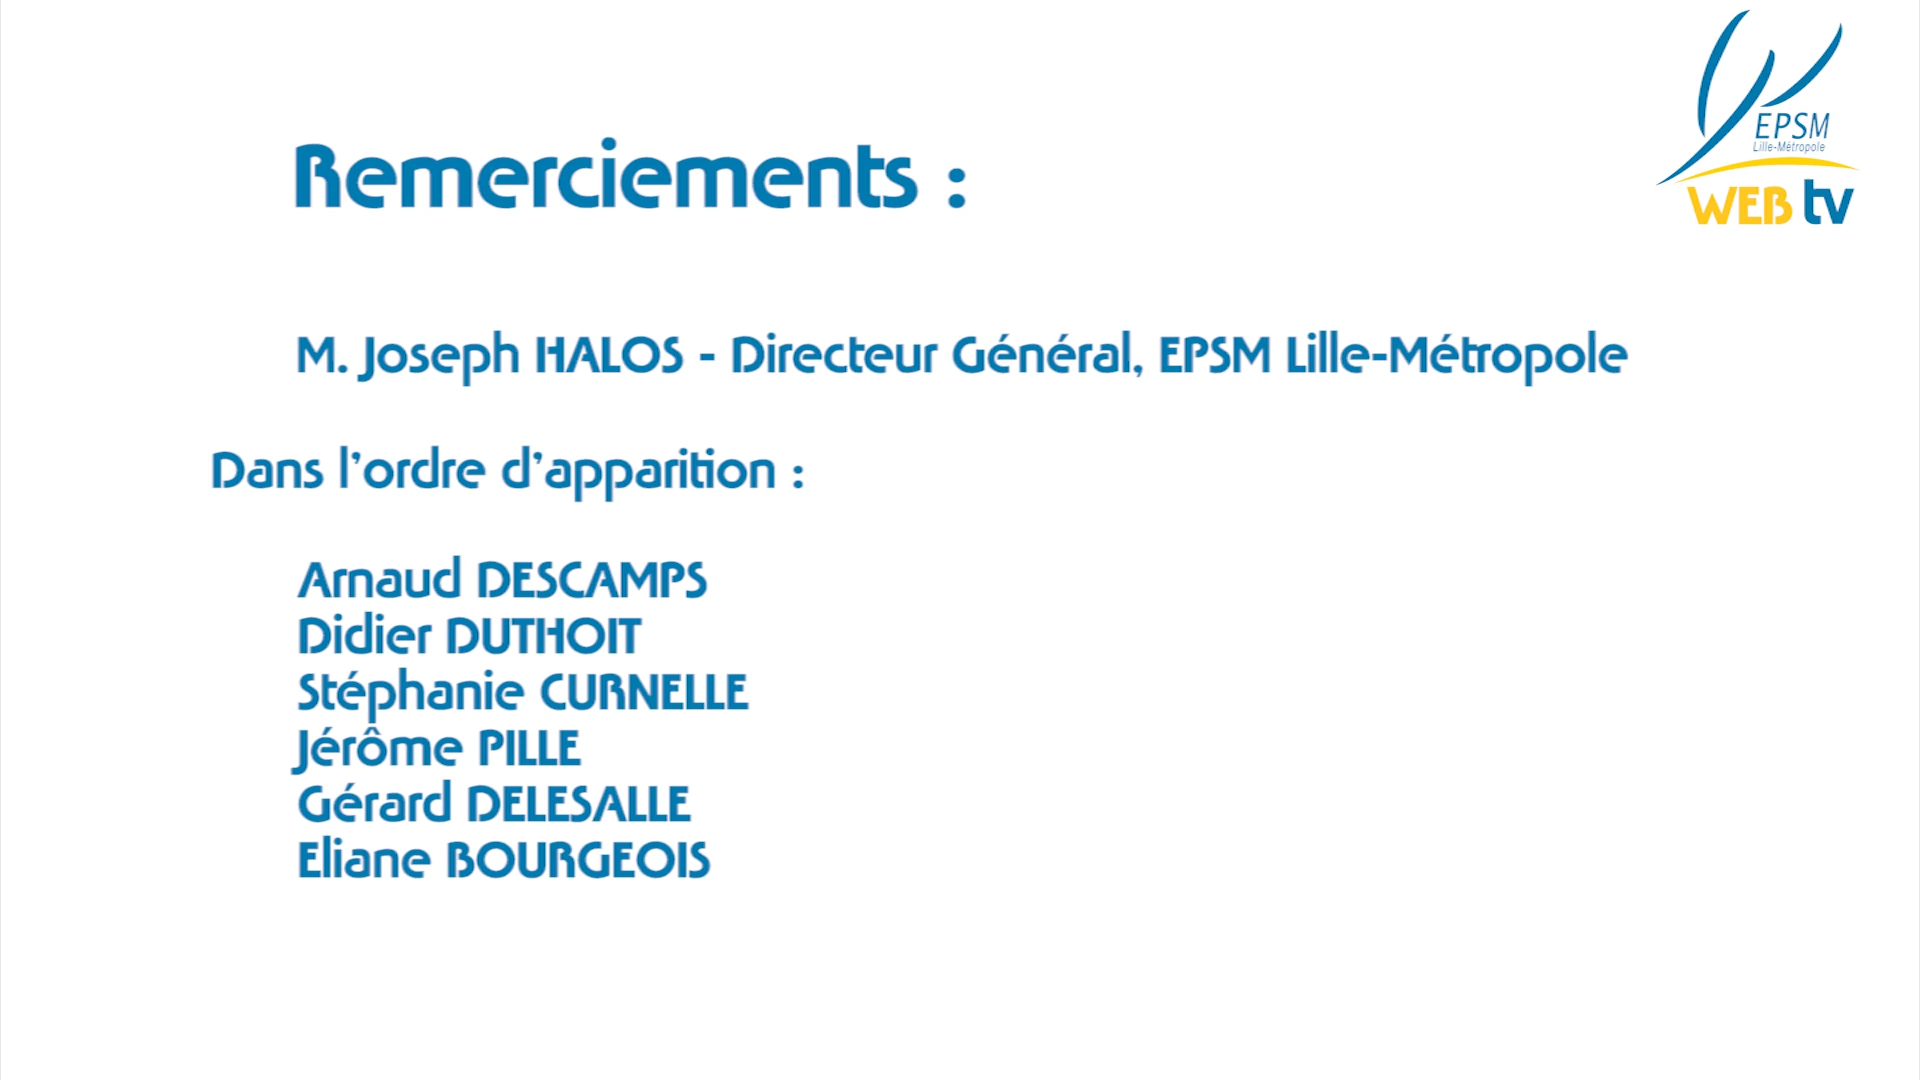 EPSM
Lille-Métropole
WEB tv
Remerciements :
M. Joseph HALOS - Directeur Général, EPSM Lille-Métropole
Dans l’ordre d’apparition :
Arnaud DESCAMPS
Didier DUTHOIT
Stéphanie CURNELLE
Jérôme PILLE
Gérard DELESALLE
Eliane BOURGEOIS